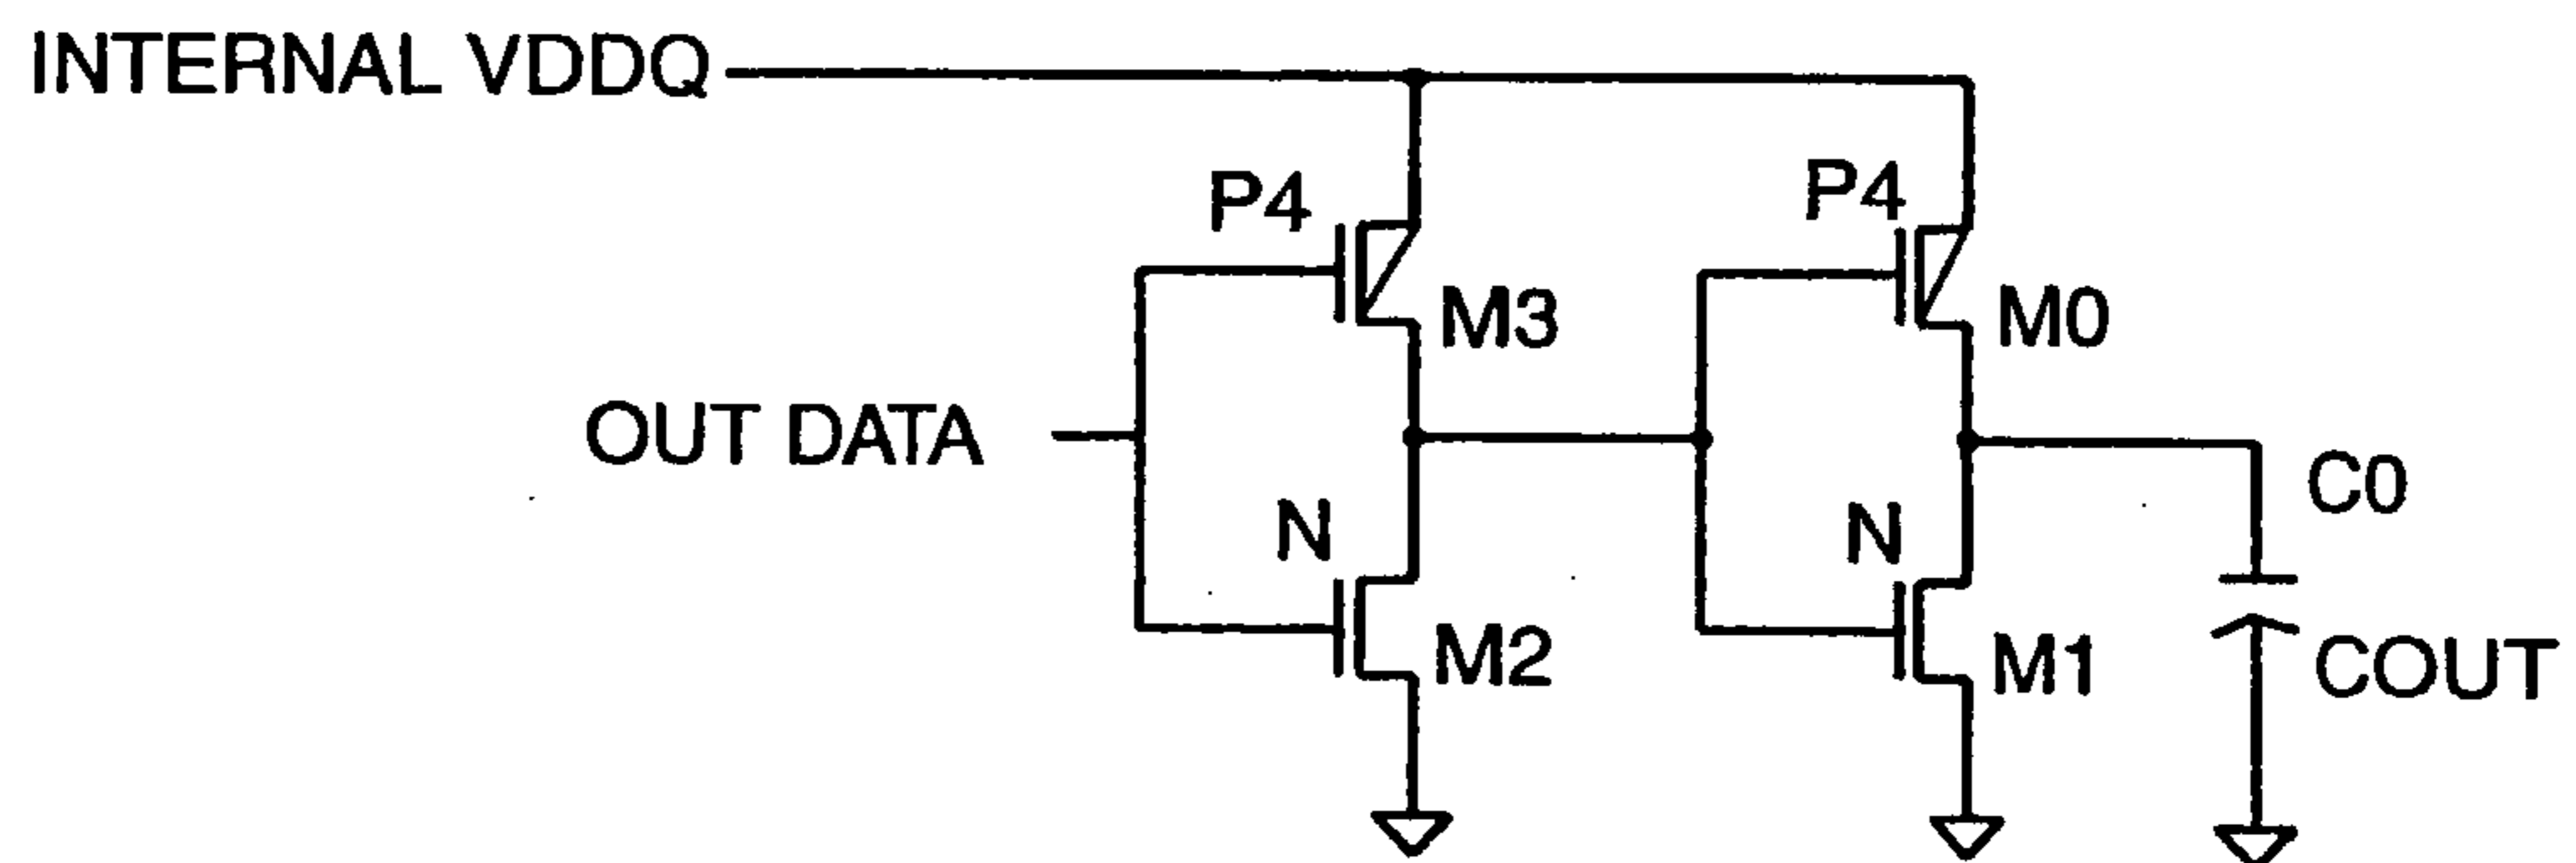 INTERNAL VDDQ
P4
P4
M3
M0
OUT DATA
C0
N
N
M2
M1
COUT